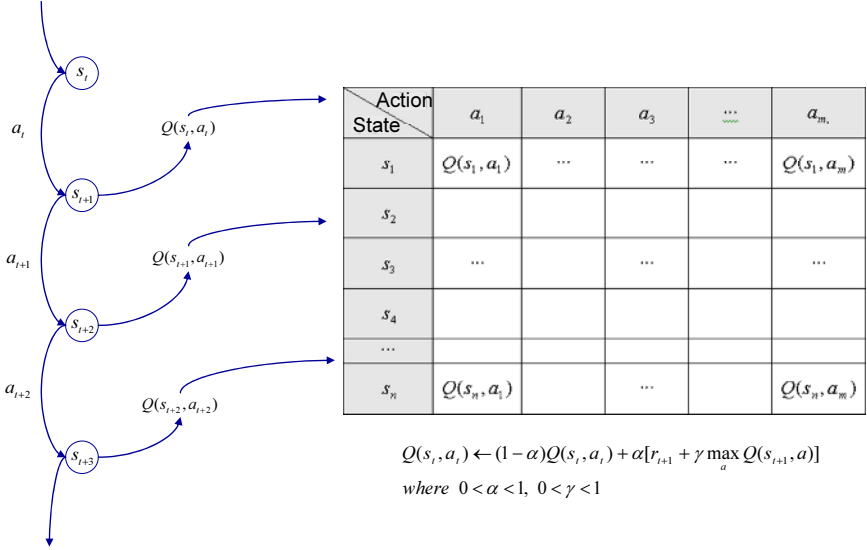 s_t
a_t
Q(s_t, a_t)
s_{t+1}
a_{t+1}
Q(s_{t+1}, a_{t+1})
s_{t+2}
a_{t+2}
Q(s_{t+2}, a_{t+2})
s_{t+3}
Action
State
a_1 a_2 a_3 ... a_m.
s_1 Q(s_1, a_1) ... ... ... Q(s_1, a_m)
s_2
s_3 ... ... ...
s_4
...
s_n Q(s_n, a_1) ... Q(s_n, a_m)
Q(s_t, a_t) ← (1 − α)Q(s_t, a_t) + α[r_{t+1} + γ max_a Q(s_{t+1}, a)]
where 0 < α < 1, 0 < γ < 1